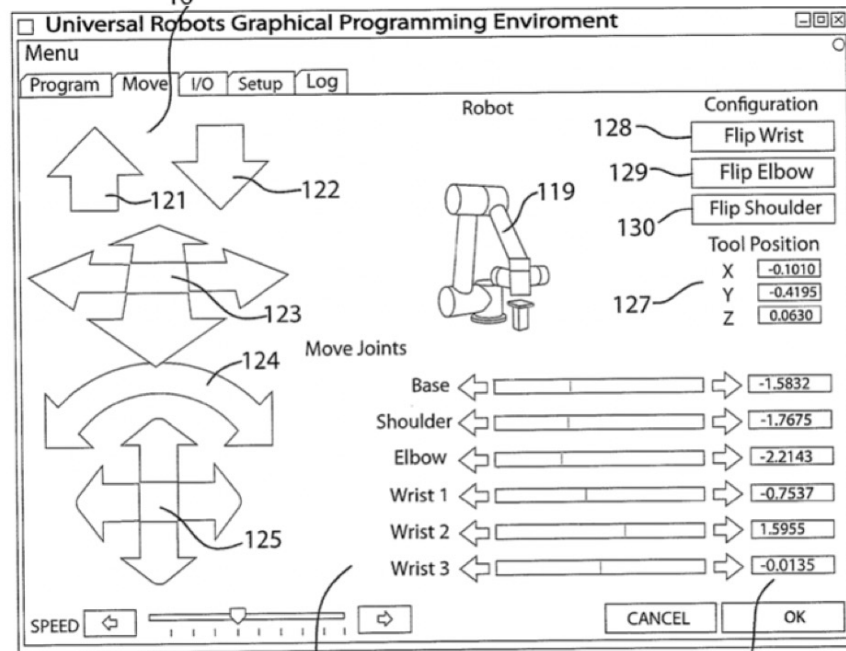 Universal Robots Graphical Programming Enviroment
Menu
Program Move I/O Setup Log
Robot
Configuration
128
Flip Wrist
129
Flip Elbow
130
Flip Shoulder
121
122
119
Tool Position
X -0.1010
127
Y -0.4195
Z 0.0630
123
124
Move Joints
Base -1.5832
Shoulder -1.7675
Elbow -2.2143
Wrist 1 -0.7537
Wrist 2 1.5955
125
Wrist 3 -0.0135
SPEED
CANCEL OK